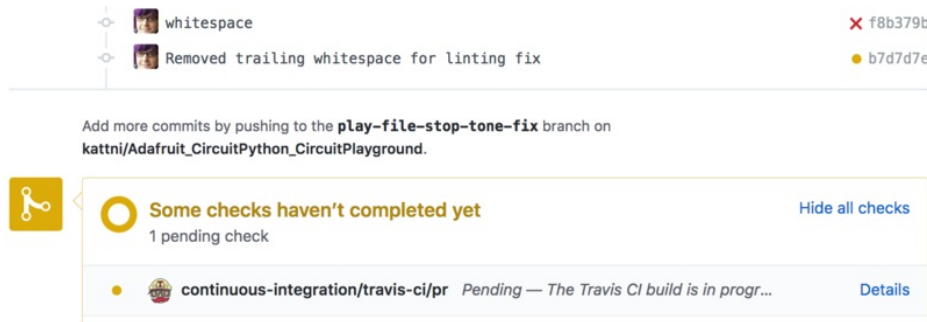 whitespace f8b379b
Removed trailing whitespace for linting fix b7d7d7e
Add more commits by pushing to the play-file-stop-tone-fix branch on
kattni/Adafruit_CircuitPython_CircuitPlayground.
Some checks haven't completed yet Hide all checks
1 pending check
continuous-integration/travis-ci/pr Pending — The Travis CI build is in progr... Details